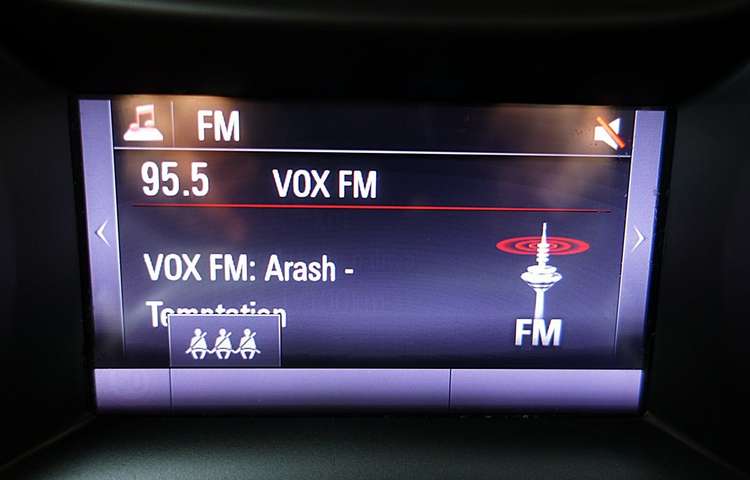 FM
95.5 VOX FM
VOX FM: Arash -
Temptation
FM